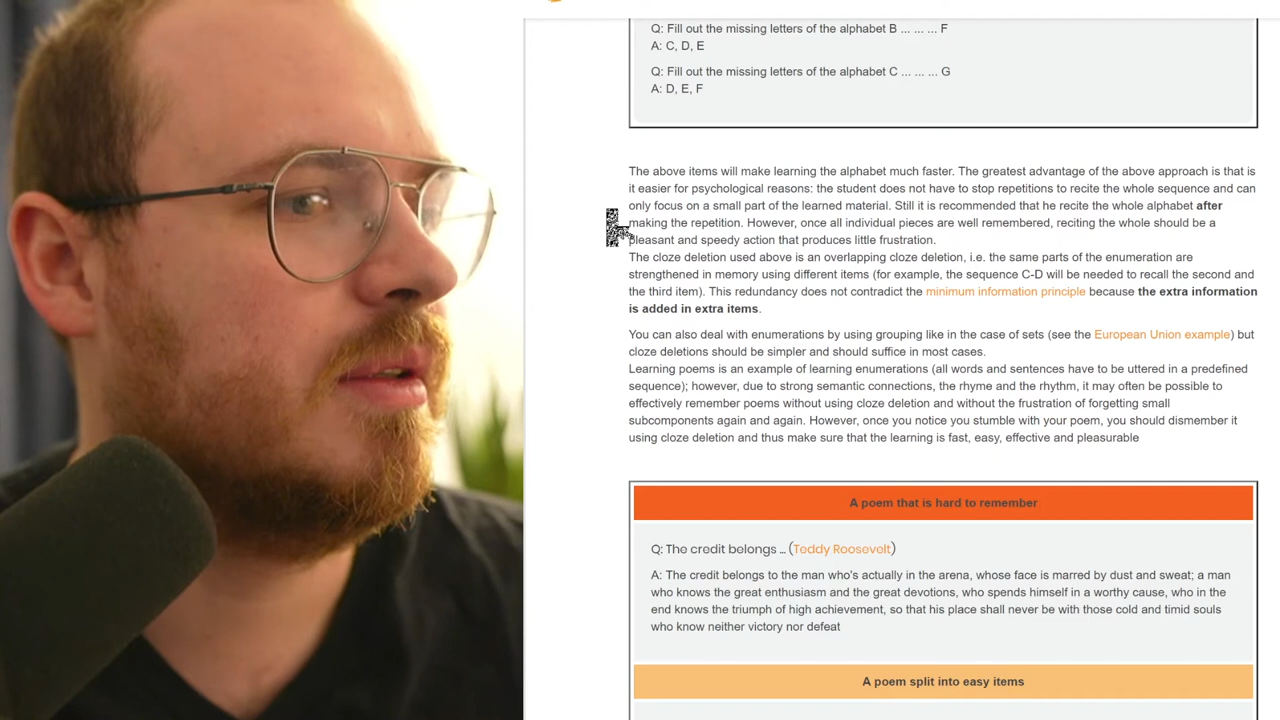 Q: Fill out the missing letters of the alphabet B ... ... ... F
A: C, D, E
Q: Fill out the missing letters of the alphabet C ... ... ... G
A: D, E, F
The above items will make learning the alphabet much faster. The greatest advantage of the above approach is that is
it easier for psychological reasons: the student does not have to stop repetitions to recite the whole sequence and can
only focus on a small part of the learned material. Still it is recommended that he recite the whole alphabet after
making the repetition. However, once all individual pieces are well remembered, reciting the whole should be a
pleasant and speedy action that produces little frustration.
The cloze deletion used above is an overlapping cloze deletion, i.e. the same parts of the enumeration are
strengthened in memory using different items (for example, the sequence C-D will be needed to recall the second and
the third item). This redundancy does not contradict the minimum information principle because the extra information
is added in extra items.
You can also deal with enumerations by using grouping like in the case of sets (see the European Union example) but
cloze deletions should be simpler and should suffice in most cases.
Learning poems is an example of learning enumerations (all words and sentences have to be uttered in a predefined
sequence); however, due to strong semantic connections, the rhyme and the rhythm, it may often be possible to
effectively remember poems without using cloze deletion and without the frustration of forgetting small
subcomponents again and again. However, once you notice you stumble with your poem, you should dismember it
using cloze deletion and thus make sure that the learning is fast, easy, effective and pleasurable
A poem that is hard to remember
Q: The credit belongs ... (Teddy Roosevelt)
A: The credit belongs to the man who's actually in the arena, whose face is marred by dust and sweat; a man
who knows the great enthusiasm and the great devotions, who spends himself in a worthy cause, who in the
end knows the triumph of high achievement, so that his place shall never be with those cold and timid souls
who know neither victory nor defeat
A poem split into easy items